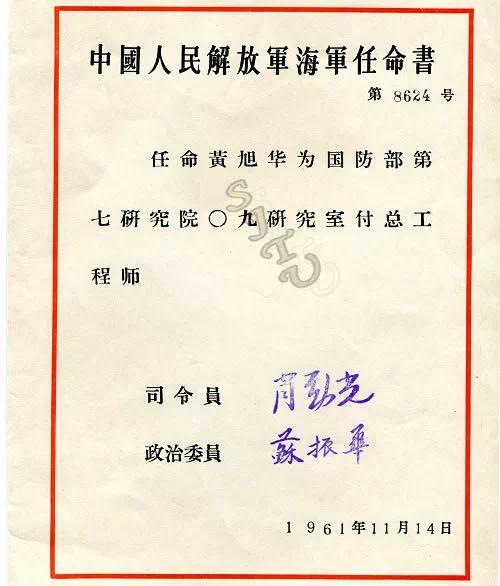 中國人民解放軍海軍任命書
第 8624 号
任命黃旭华为国防部第
七研究院〇九研究室付总工
程师
SJTU
司令員 肖劲光
政治委員 蘇振華
1961年11月14日